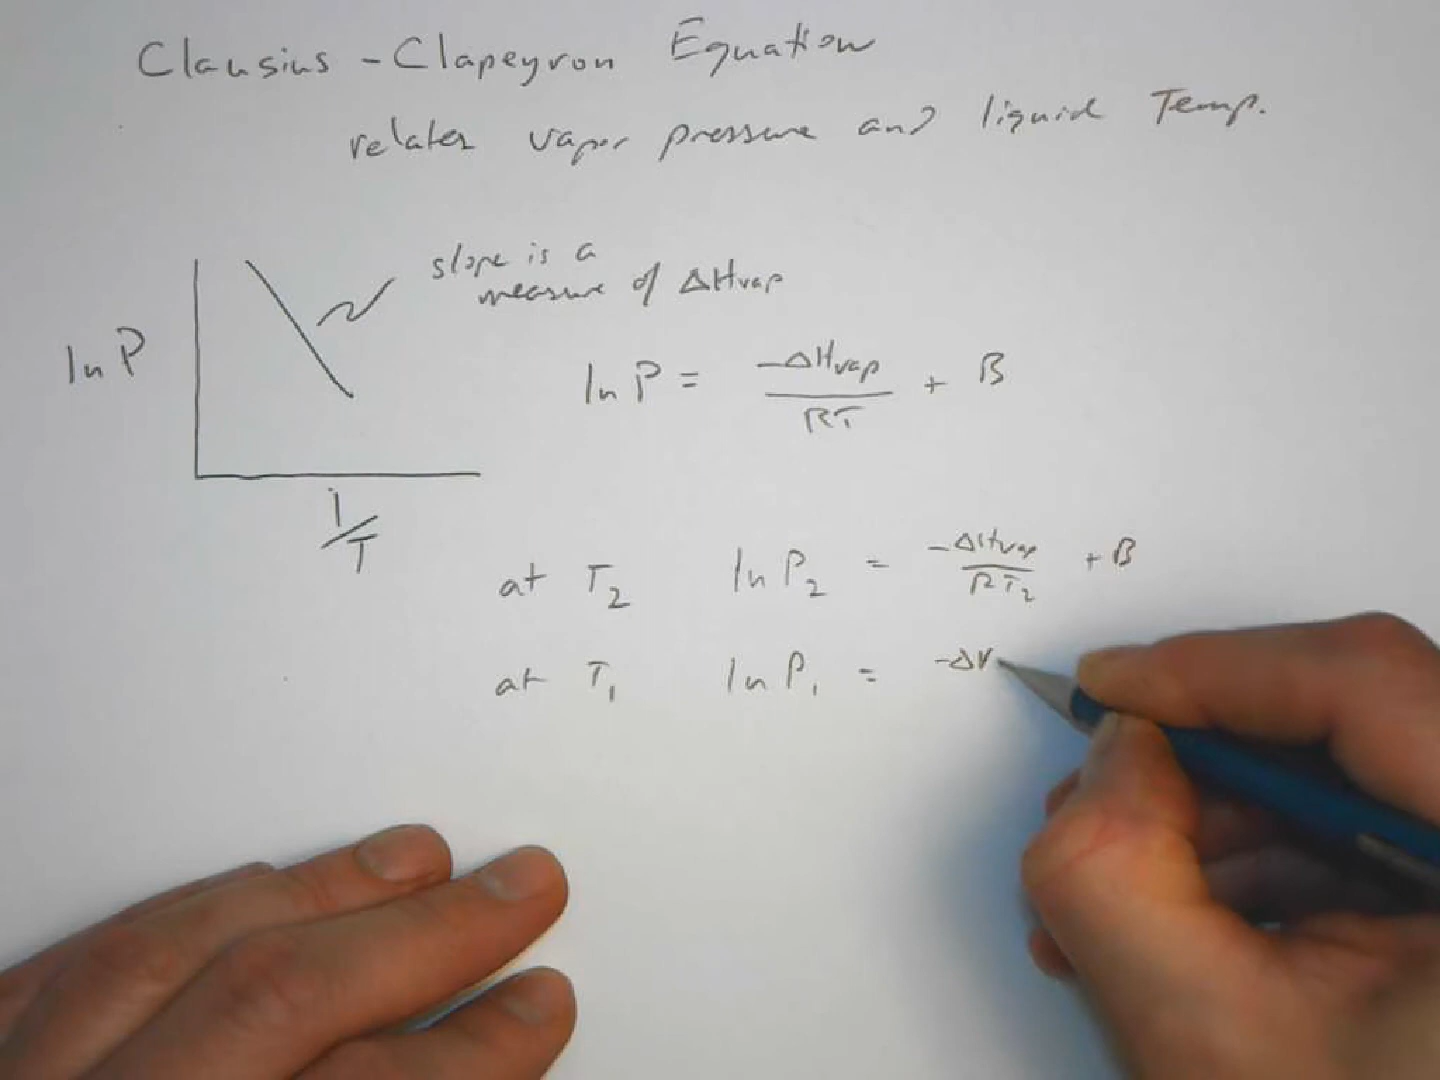 Clausius - Clapeyron Equation
relates vapor pressure and liquid Temp.
slope is a
measure of ΔHvap
ln P
ln P = -ΔHvap / RT + B
1/T
at T₂ ln P₂ = -ΔHvap / RT₂ + B
at T₁ ln P₁ = -Δ